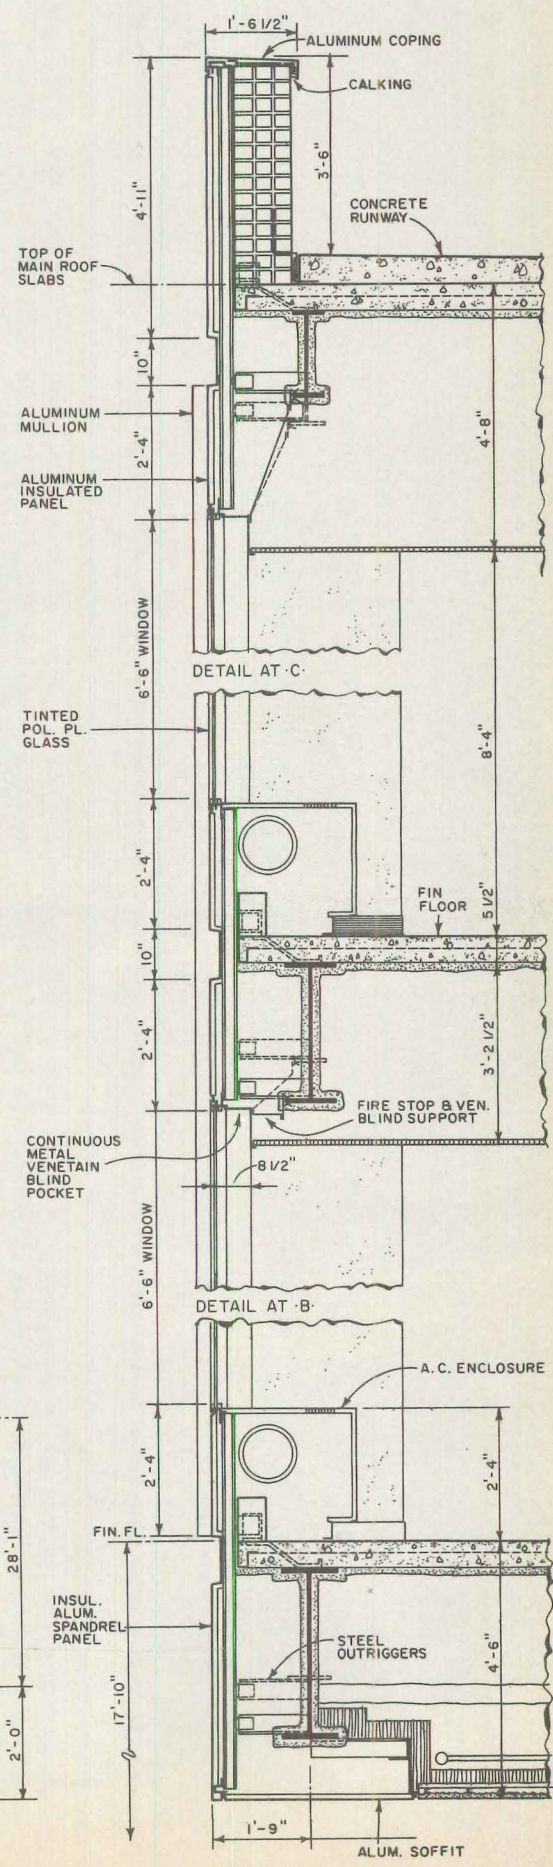 1'-6 1/2"
ALUMINUM COPING
CALKING
4'-11"
3'-6"
CONCRETE
RUNWAY
TOP OF
MAIN ROOF
SLABS
10"
ALUMINUM
MULLION
2'-4"
4'-8"
ALUMINUM
INSULATED
PANEL
6'-6" WINDOW
DETAIL AT ·C·
TINTED
POL. PL.
GLASS
8'-4"
2'-4"
FIN
FLOOR
5 1/2"
10"
2'-4"
3'-2 1/2"
FIRE STOP & VEN.
BLIND SUPPORT
CONTINUOUS
METAL
VENETAIN
BLIND
POCKET
8 1/2"
6'-6" WINDOW
DETAIL AT ·B·
A.C. ENCLOSURE
2'-4"
2'-4"
FIN. FL.
28'-1"
INSUL.
ALUM.
SPANDREL
PANEL
STEEL
OUTRIGGERS
4'-6"
17'-10"
2'-0"
1'-9"
ALUM. SOFFIT